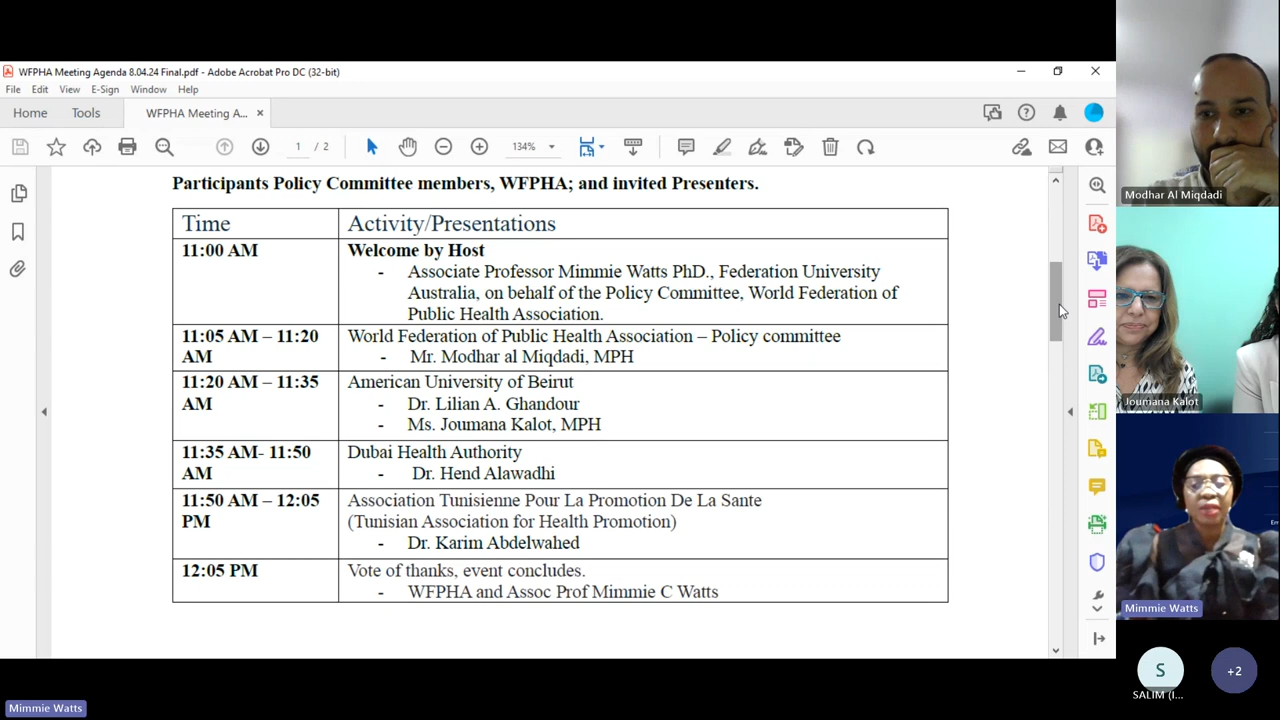 WFPHA Meeting Agenda 8.04.24 Final.pdf - Adobe Acrobat Pro DC (32-bit)
File Edit View E-Sign Window Help
Home Tools WFPHA Meeting A... ×
1 / 2 134%
Participants Policy Committee members, WFPHA; and invited Presenters.
Time Activity/Presentations
11:00 AM Welcome by Host
- Associate Professor Mimmie Watts PhD., Federation University
Australia, on behalf of the Policy Committee, World Federation of
Public Health Association.
11:05 AM – 11:20 World Federation of Public Health Association – Policy committee
AM - Mr. Modhar al Miqdadi, MPH
11:20 AM – 11:35 American University of Beirut
AM - Dr. Lilian A. Ghandour
- Ms. Joumana Kalot, MPH
11:35 AM- 11:50 Dubai Health Authority
AM - Dr. Hend Alawadhi
11:50 AM – 12:05 Association Tunisienne Pour La Promotion De La Sante
PM (Tunisian Association for Health Promotion)
- Dr. Karim Abdelwahed
12:05 PM Vote of thanks, event concludes.
- WFPHA and Assoc Prof Mimmie C Watts
Modhar Al Miqdadi
Joumana Kalot
Mimmie Watts
S +2
SALIM (I...
Mimmie Watts